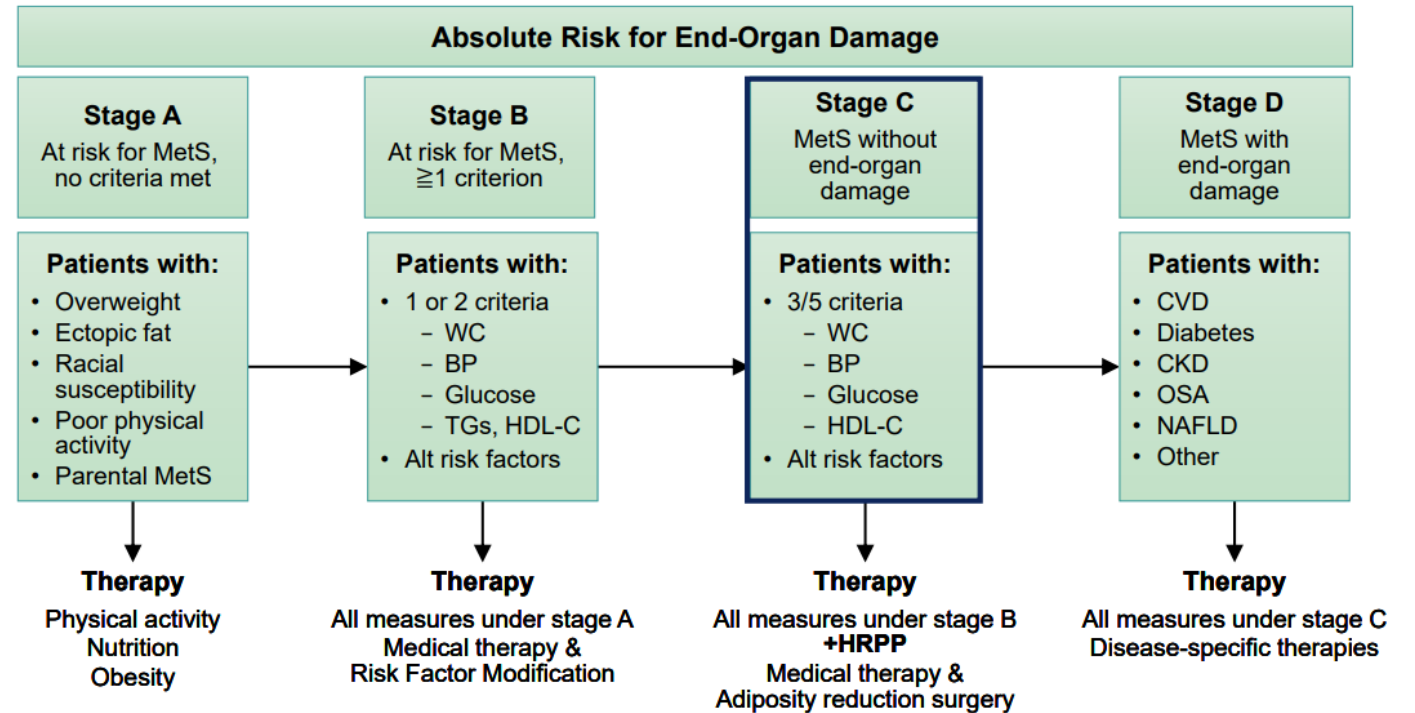 Absolute Risk for End-Organ Damage
Stage A
At risk for MetS,
no criteria met
Stage B
At risk for MetS,
≧1 criterion
Stage C
MetS without
end-organ
damage
Stage D
MetS with
end-organ
damage
Patients with:
• Overweight
• Ectopic fat
• Racial
susceptibility
• Poor physical
activity
• Parental MetS
Patients with:
• 1 or 2 criteria
– WC
– BP
– Glucose
– TGs, HDL-C
• Alt risk factors
Patients with:
• 3/5 criteria
– WC
– BP
– Glucose
– HDL-C
• Alt risk factors
Patients with:
• CVD
• Diabetes
• CKD
• OSA
• NAFLD
• Other
Therapy
Physical activity
Nutrition
Obesity
Therapy
All measures under stage A
Medical therapy &
Risk Factor Modification
Therapy
All measures under stage B
+HRPP
Medical therapy &
Adiposity reduction surgery
Therapy
All measures under stage C
Disease-specific therapies